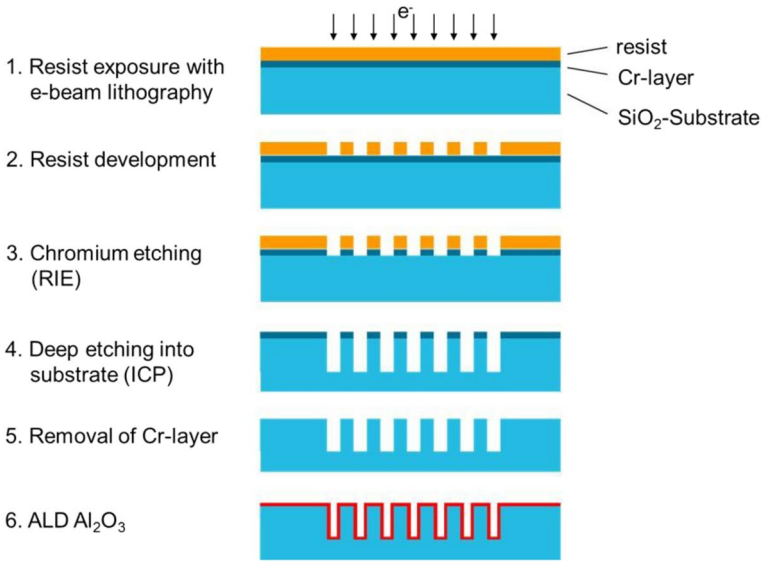 e-
resist
1. Resist exposure with
e-beam lithography
Cr-layer
SiO₂-Substrate
2. Resist development
3. Chromium etching
(RIE)
4. Deep etching into
substrate (ICP)
5. Removal of Cr-layer
6. ALD Al₂O₃